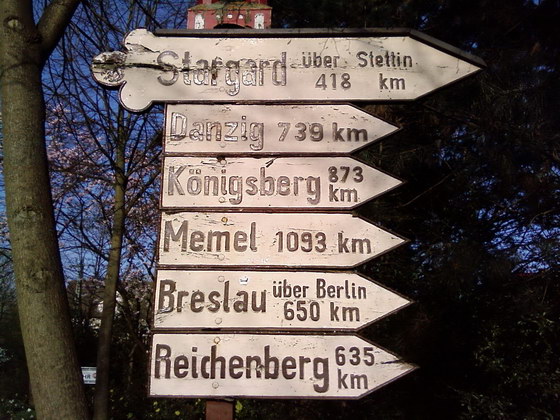 Stargard über Stettin
418 km
Danzig 739 km
Königsberg 873
km
Memel 1093 km
Breslau über Berlin
650 km
Reichenberg 635
km